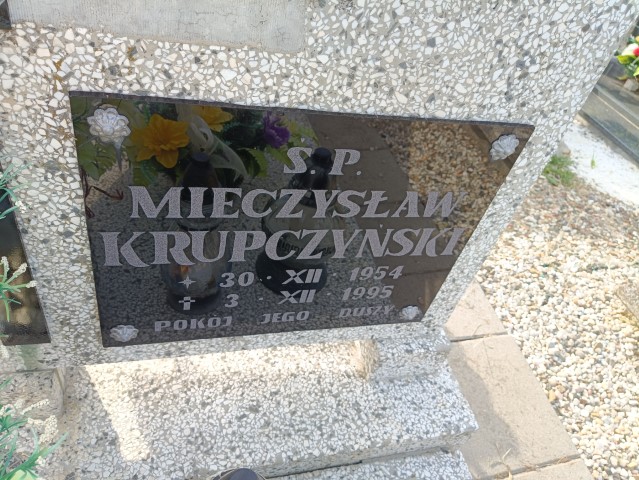 Ś. P.
MIECZYSŁAW
KRUPCZYŃSKI
30 · XII 1954
3 XII 1995
POKÓJ JEGO DUSZY